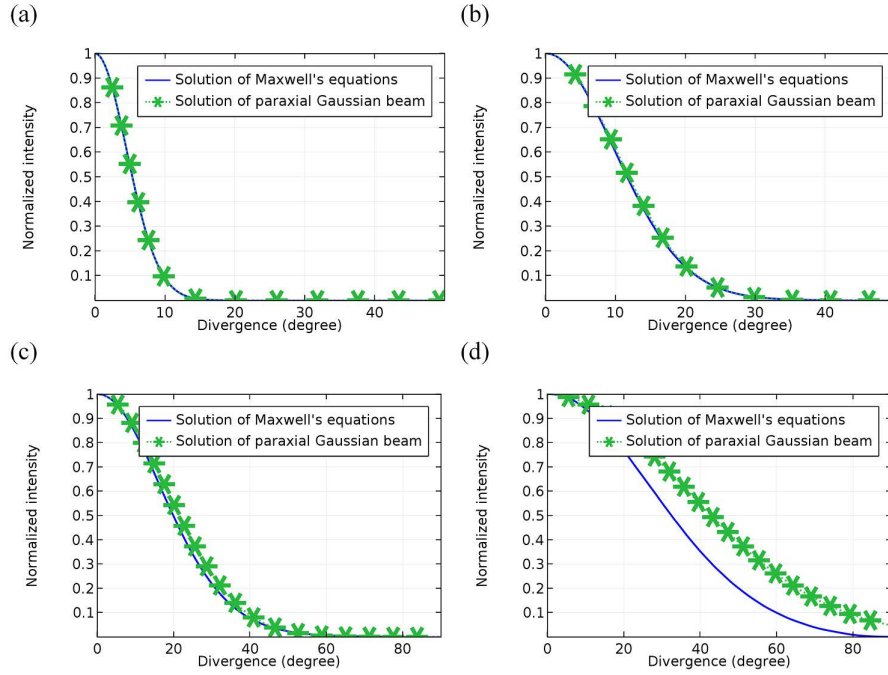 (a)
1
0.9
0.8
0.7
0.6
0.5
0.4
0.3
0.2
0.1
Normalized intensity
Solution of Maxwell's equations
Solution of paraxial Gaussian beam
0 10 20 30 40
Divergence (degree)
(b)
1
0.9
0.8
0.7
0.6
0.5
0.4
0.3
0.2
0.1
Normalized intensity
Solution of Maxwell's equations
Solution of paraxial Gaussian beam
0 10 20 30 40
Divergence (degree)
(c)
1
0.9
0.8
0.7
0.6
0.5
0.4
0.3
0.2
0.1
Normalized intensity
Solution of Maxwell's equations
Solution of paraxial Gaussian beam
0 20 40 60 80
Divergence (degree)
(d)
1
0.9
0.8
0.7
0.6
0.5
0.4
0.3
0.2
0.1
Normalized intensity
Solution of Maxwell's equations
Solution of paraxial Gaussian beam
0 20 40 60 80
Divergence (degree)